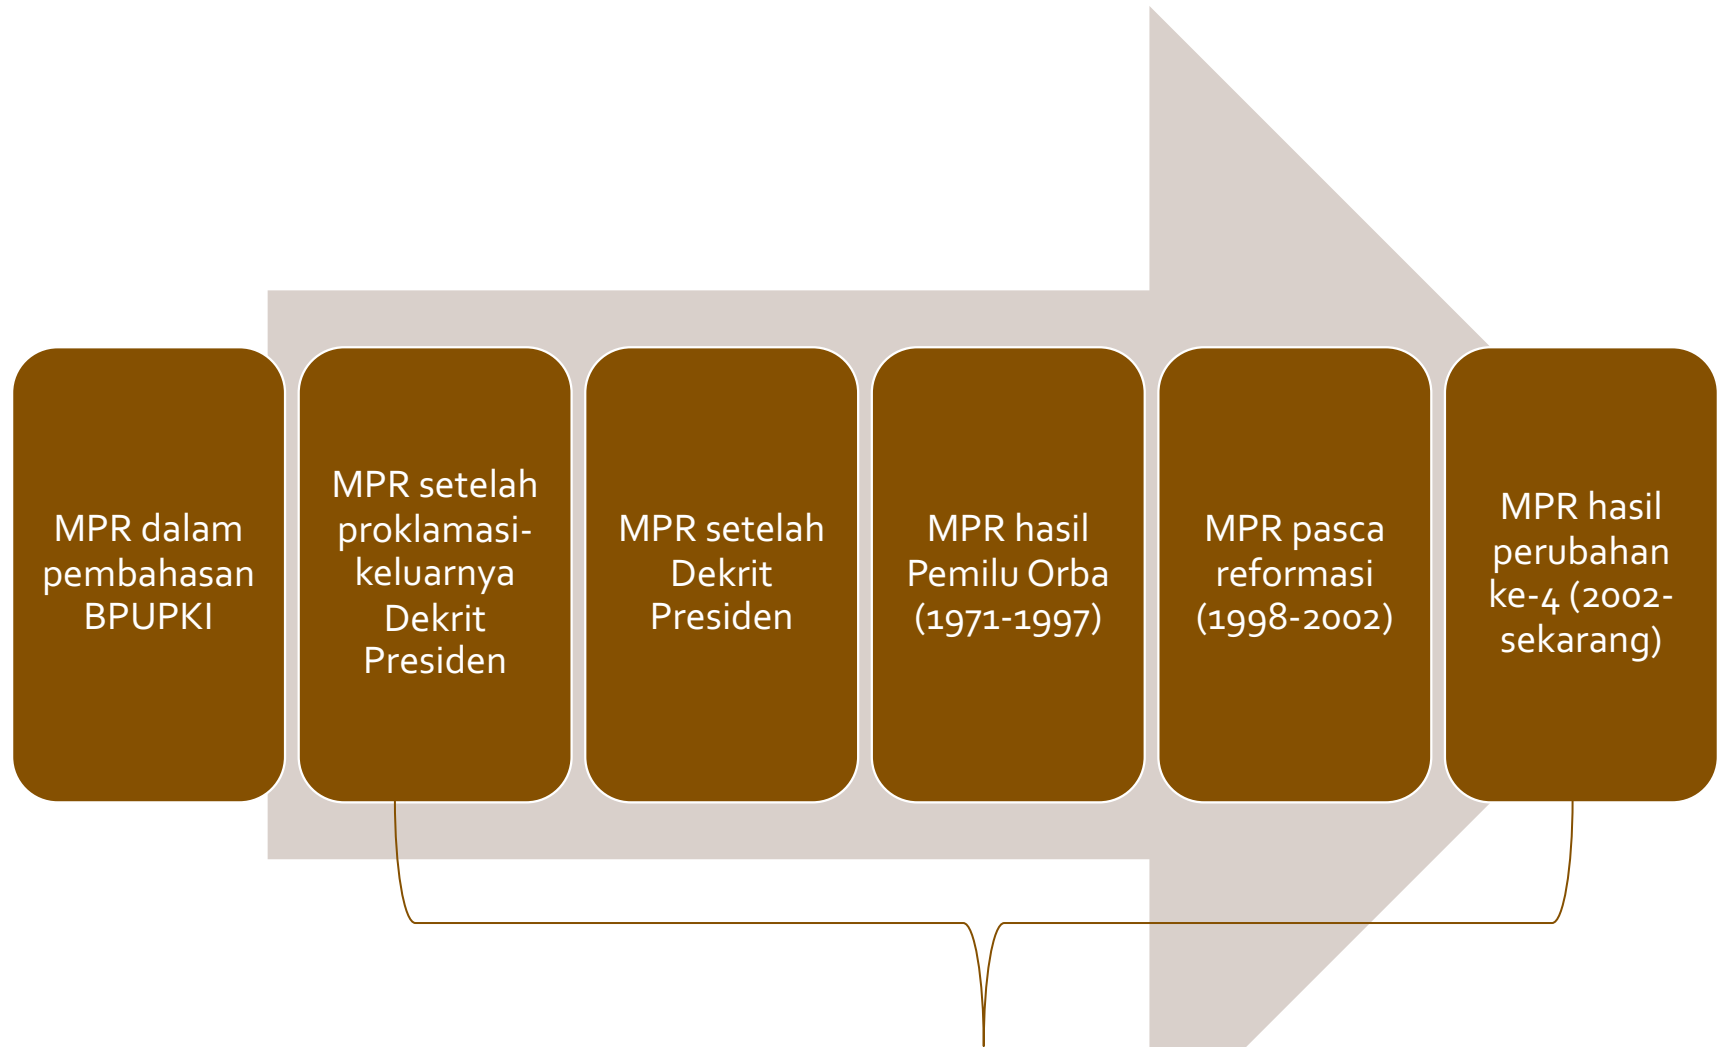 MPR dalam
pembahasan
BPUPKI
MPR setelah
proklamasi-
keluarnya
Dekrit
Presiden
MPR setelah
Dekrit
Presiden
MPR hasil
Pemilu Orba
(1971-1997)
MPR pasca
reformasi
(1998-2002)
MPR hasil
perubahan
ke-4 (2002-
sekarang)